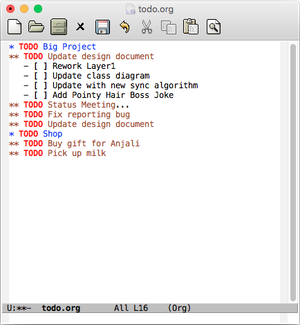 todo.org
* TODO Big Project
** TODO Update design document
- [ ] Rework Layer1
- [ ] Update class diagram
- [ ] Update with new sync algorithm
- [ ] Add Pointy Hair Boss Joke
** TODO Status Meeting...
** TODO Fix reporting bug
** TODO Update design document
* TODO Shop
** TODO Buy gift for Anjali
** TODO Pick up milk
U:**- todo.org All L16 (Org)